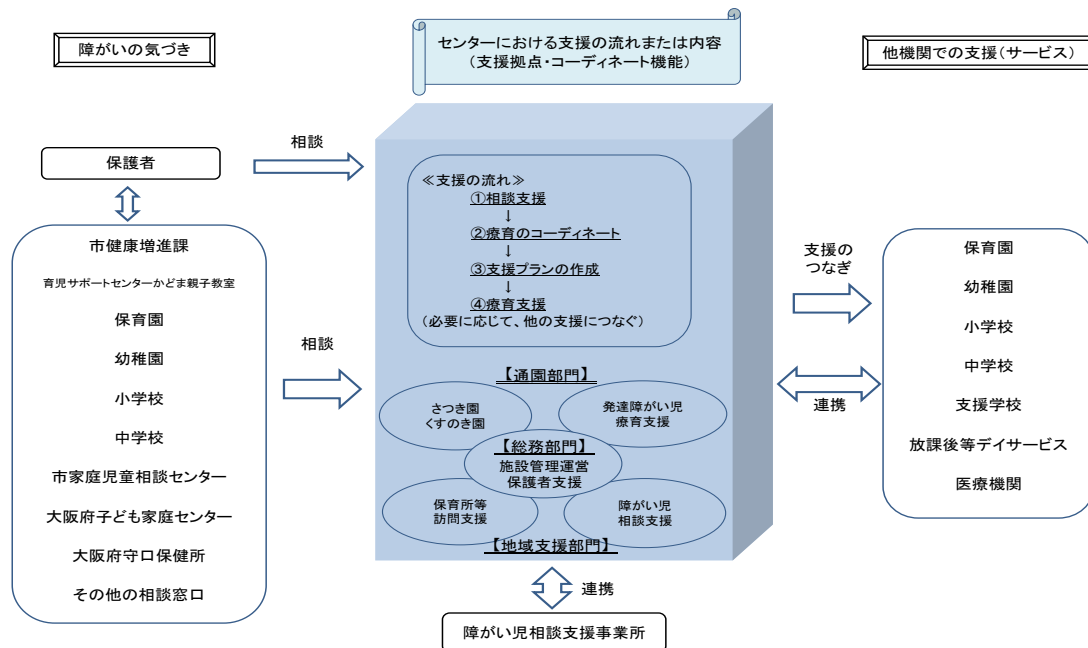 障がいの気づき
センターにおける支援の流れまたは内容
（支援拠点・コーディネート機能）
他機関での支援（サービス）
保護者
相談
市健康増進課
育児サポートセンターかどま親子教室
保育園
幼稚園
小学校
中学校
市家庭児童相談センター
大阪府子ども家庭センター
大阪府守口保健所
その他の相談窓口
相談
≪支援の流れ≫
①相談支援
↓
②療育のコーディネート
↓
③支援プランの作成
↓
④療育支援
（必要に応じて、他の支援につなぐ）
【通園部門】
さつき園
くすのき園
発達障がい児
療育支援
【総務部門】
施設管理運営
保護者支援
保育所等
訪問支援
障がい児
相談支援
【地域支援部門】
連携
障がい児相談支援事業所
支援の
つなぎ
連携
保育園
幼稚園
小学校
中学校
支援学校
放課後等デイサービス
医療機関